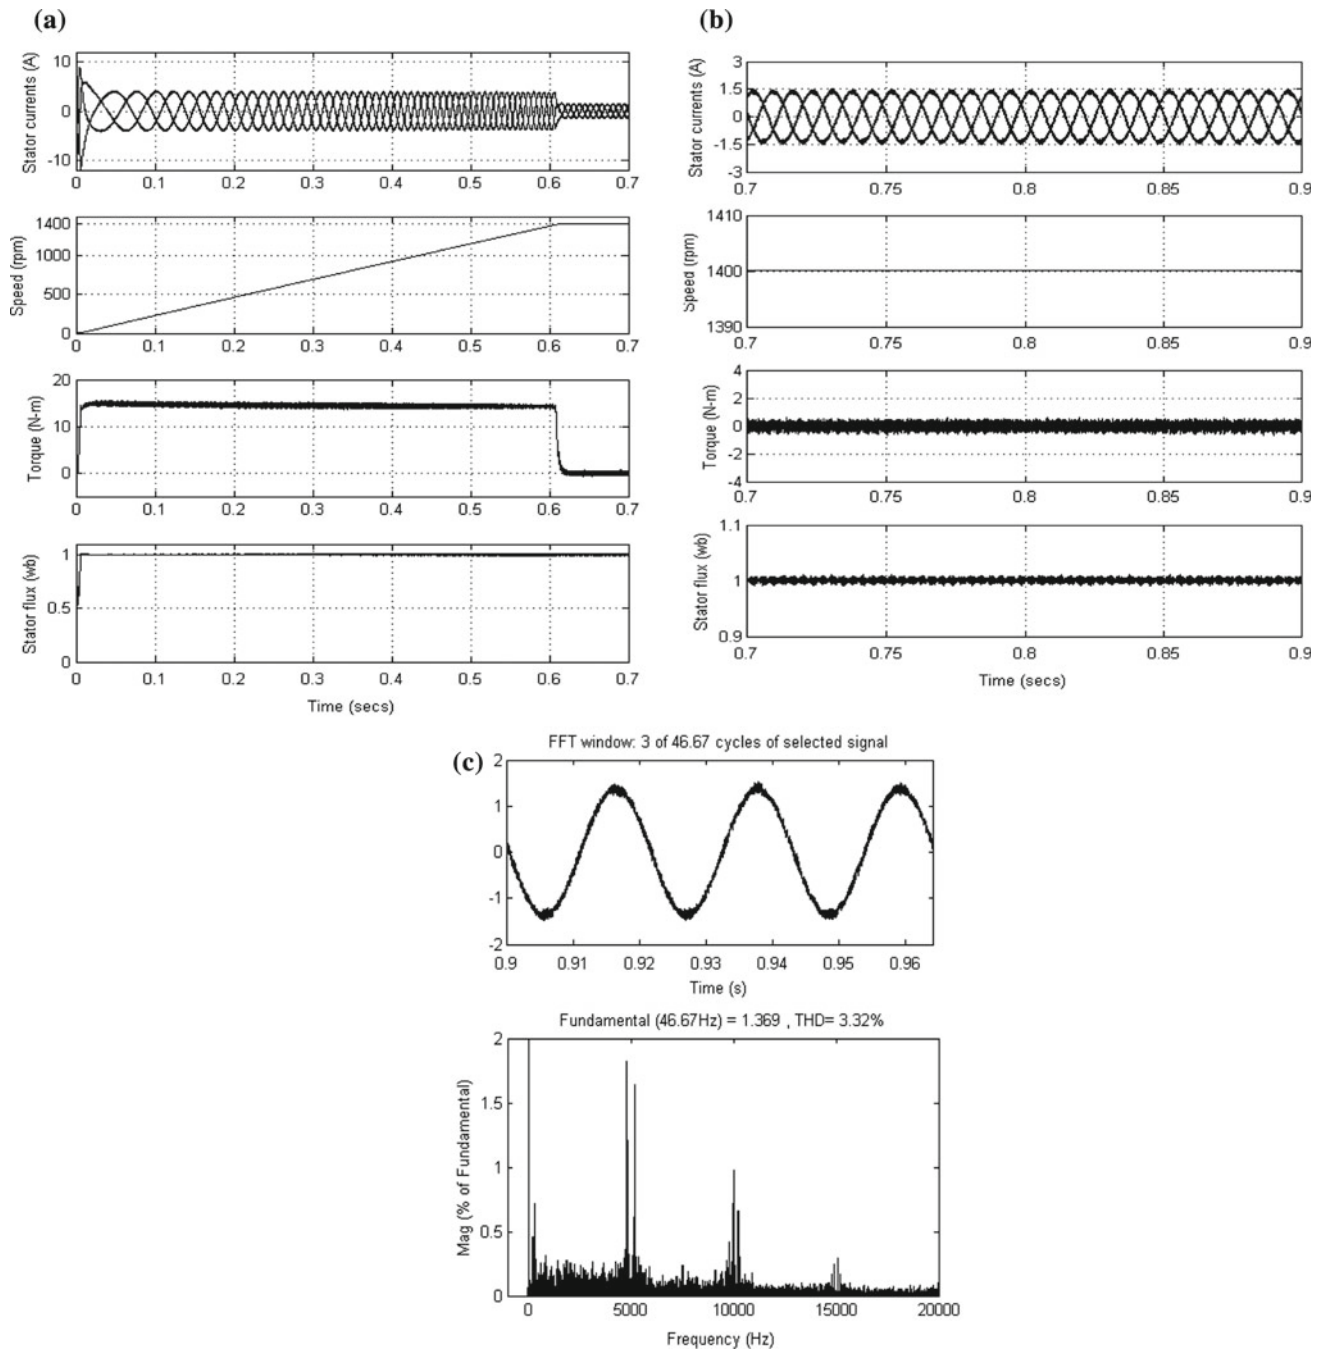 (a)
Stator currents (A)
10
0
-10
0 0.1 0.2 0.3 0.4 0.5 0.6 0.7
Speed (rpm)
1400
1000
500
0
0 0.1 0.2 0.3 0.4 0.5 0.6 0.7
Torque (N-m)
20
10
0
0 0.1 0.2 0.3 0.4 0.5 0.6 0.7
Stator flux (wb)
1
0.5
0
0 0.1 0.2 0.3 0.4 0.5 0.6 0.7
Time (secs)
(b)
Stator currents (A)
3
1.5
0
-1.5
-3
0.7 0.75 0.8 0.85 0.9
Speed (rpm)
1410
1400
1390
0.7 0.75 0.8 0.85 0.9
Torque (N-m)
4
2
0
-2
-4
0.7 0.75 0.8 0.85 0.9
Stator flux (wb)
1.1
1
0.9
0.7 0.75 0.8 0.85 0.9
Time (secs)
(c)
FFT window: 3 of 46.67 cycles of selected signal
2
1
0
-1
-2
0.9 0.91 0.92 0.93 0.94 0.95 0.96
Time (s)
Fundamental (46.67Hz) = 1.369 , THD= 3.32%
Mag (% of Fundamental)
2
1.5
1
0.5
0
0 5000 10000 15000 20000
Frequency (Hz)